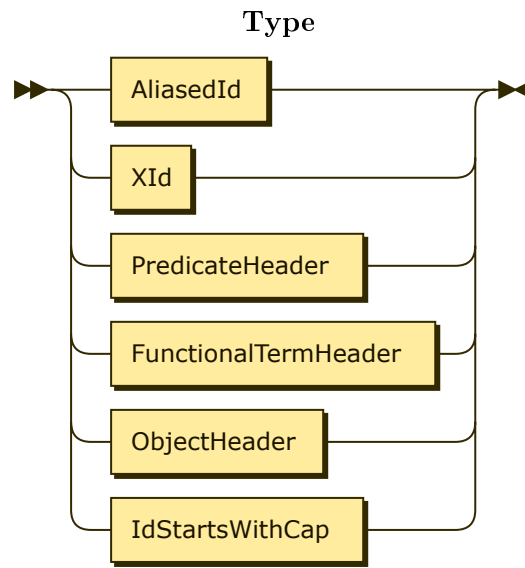 Type
AliasedId
XId
PredicateHeader
FunctionalTermHeader
ObjectHeader
IdStartsWithCap